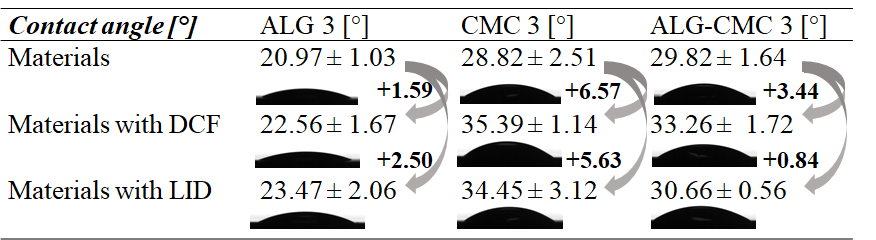 Contact angle [°] ALG 3 [°] CMC 3 [°] ALG-CMC 3 [°]
Materials 20.97 ± 1.03 28.82 ± 2.51 29.82 ± 1.64
+1.59 +6.57 +3.44
Materials with DCF 22.56 ± 1.67 35.39 ± 1.14 33.26 ± 1.72
+2.50 +5.63 +0.84
Materials with LID 23.47 ± 2.06 34.45 ± 3.12 30.66 ± 0.56